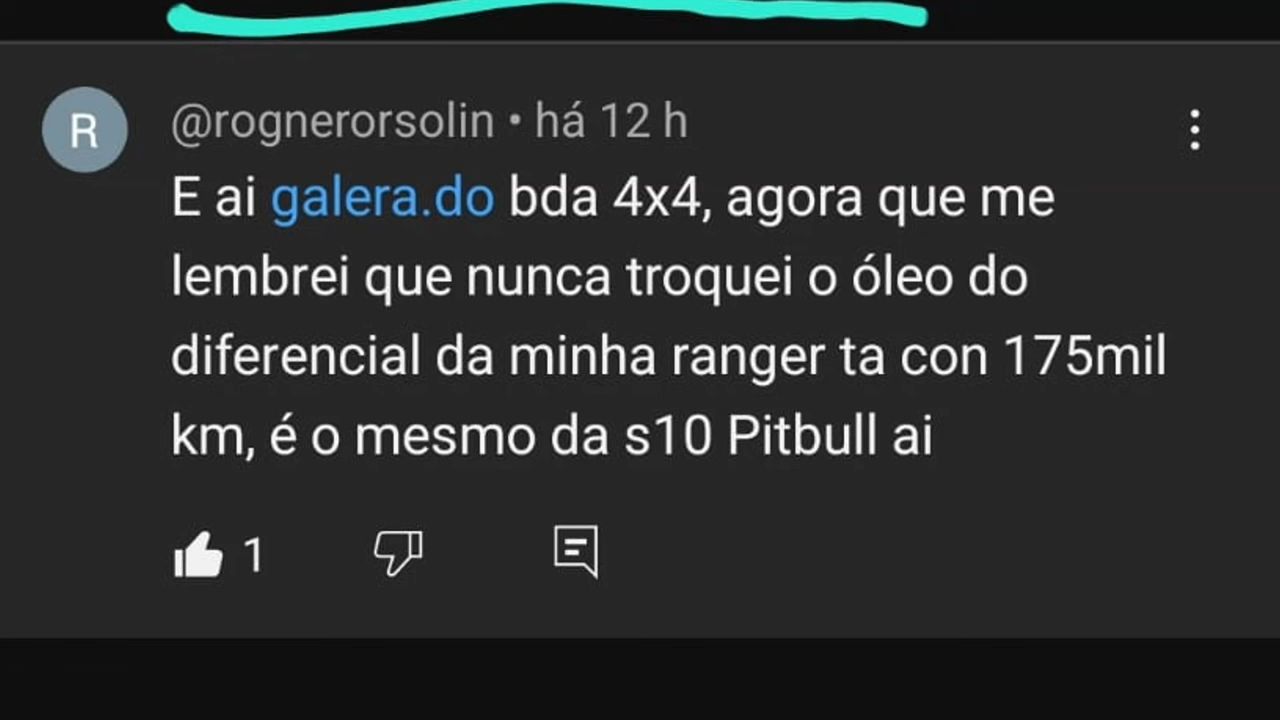 R
@rognerorsolin • há 12 h
E ai galera.do bda 4x4, agora que me
lembrei que nunca troquei o óleo do
diferencial da minha ranger ta con 175mil
km, é o mesmo da s10 Pitbull ai
1